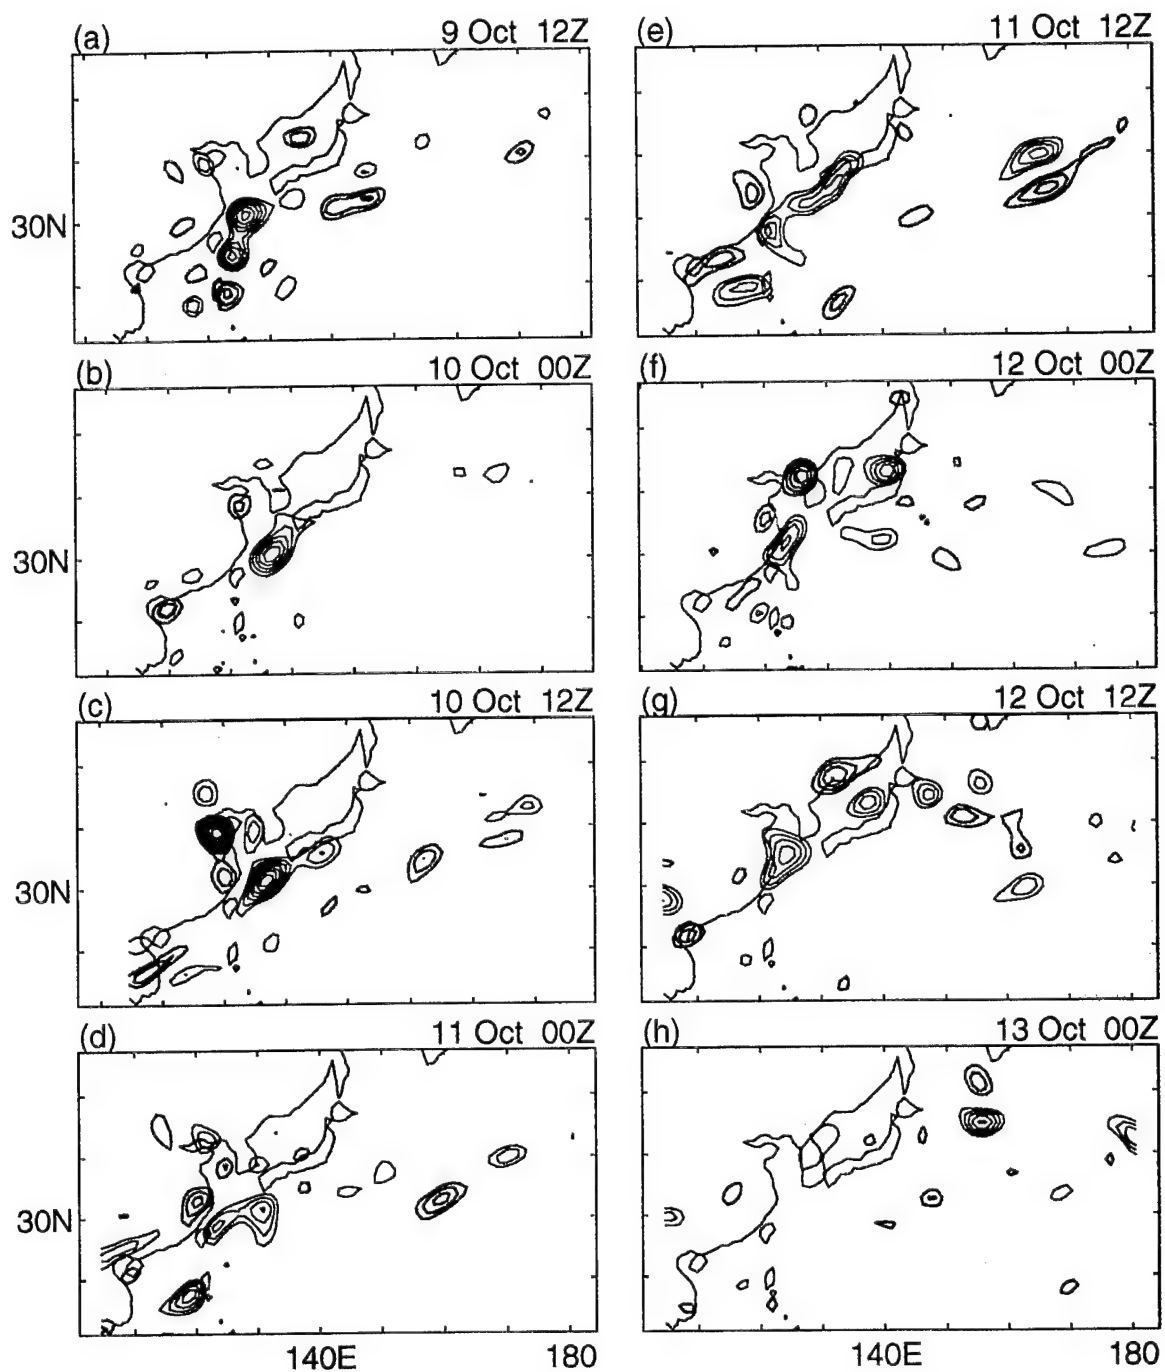 (a) 9 Oct 12Z
30N
(b) 10 Oct 00Z
30N
(c) 10 Oct 12Z
30N
(d) 11 Oct 00Z
30N
140E 180
(e) 11 Oct 12Z
(f) 12 Oct 00Z
(g) 12 Oct 12Z
(h) 13 Oct 00Z
140E 180